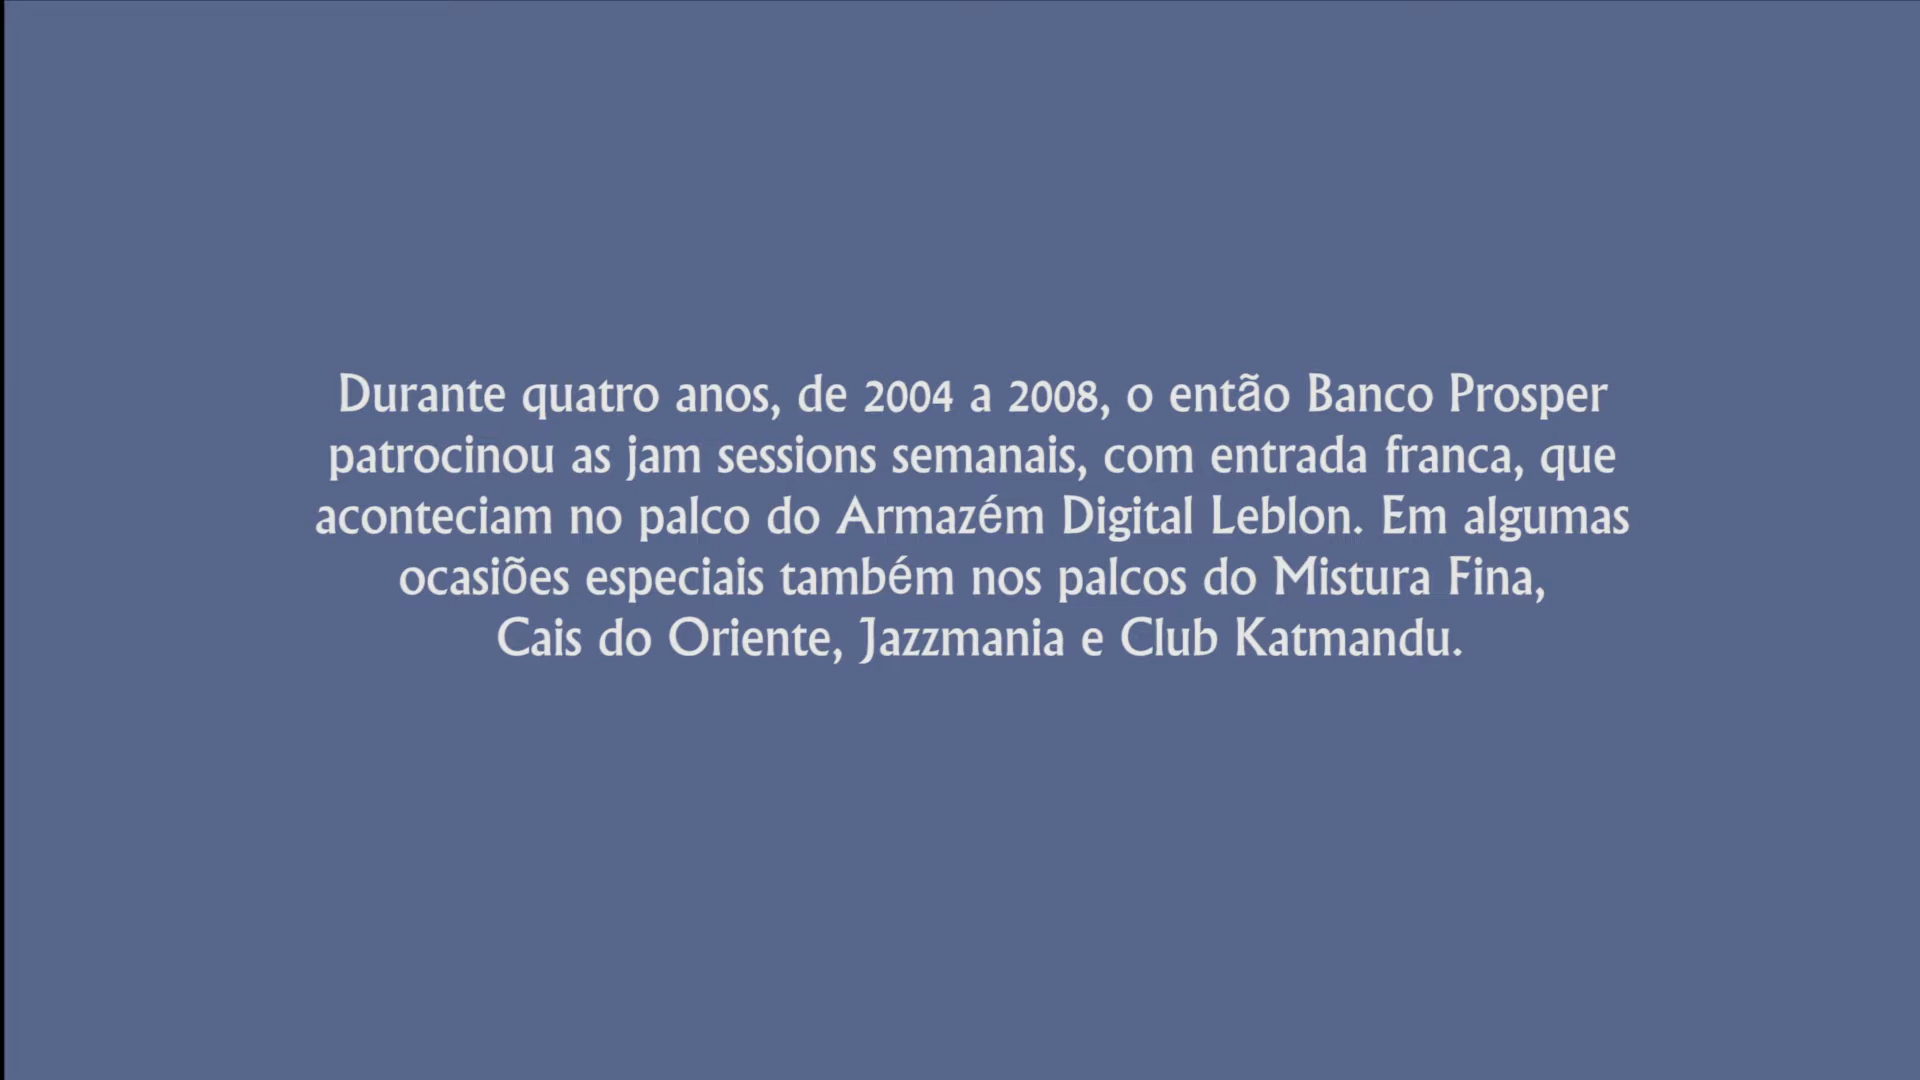 Durante quatro anos, de 2004 a 2008, o então Banco Prosper
patrocinou as jam sessions semanais, com entrada franca, que
aconteciam no palco do Armazém Digital Leblon. Em algumas
ocasiões especiais também nos palcos do Mistura Fina,
Cais do Oriente, Jazzmania e Club Katmandu.